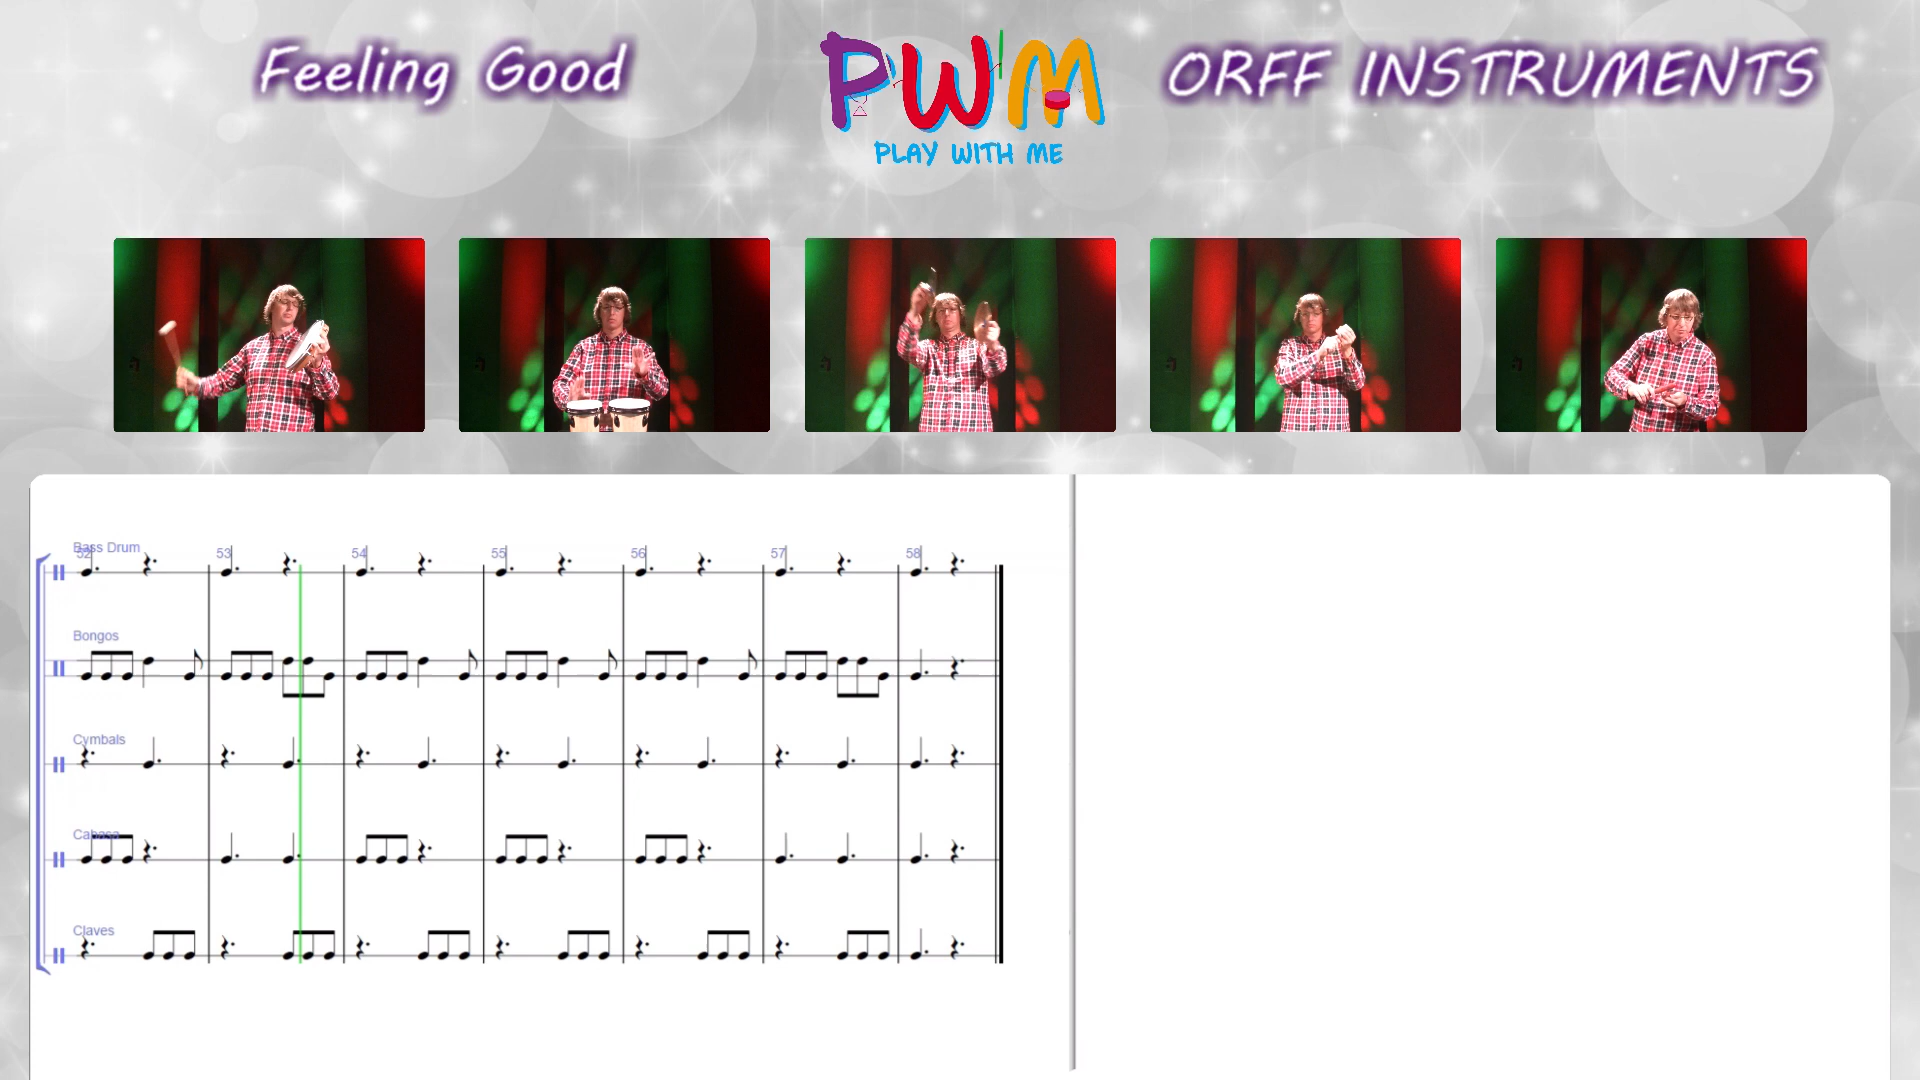 Feeling Good
PWM
PLAY WITH ME
ORFF INSTRUMENTS
Bass Drum
52 53 54 55 56 57 58
Bongos
Cymbals
Cabasa
Claves